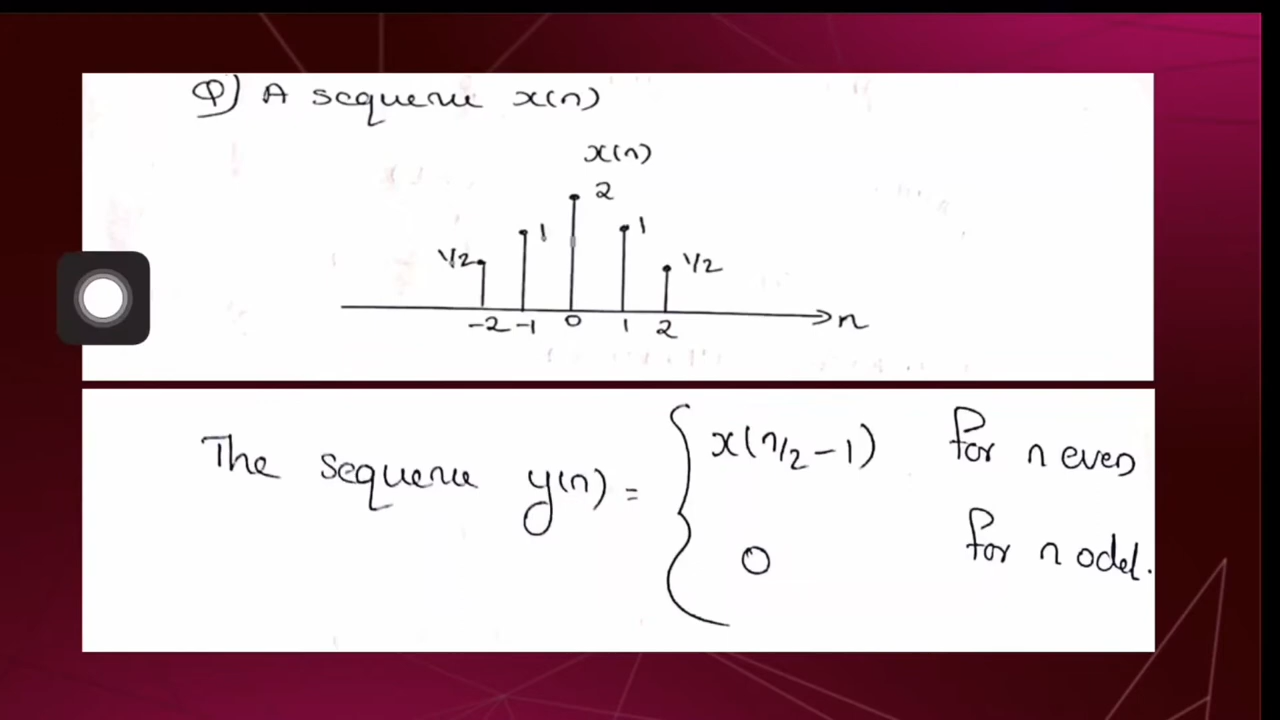 Q) A sequence x(n)
x(n)
2
1
1
1/2
1/2
-2 -1 0 1 2
n
The sequence y(n) = { x(n/2 - 1) for n even
0 for n odd.